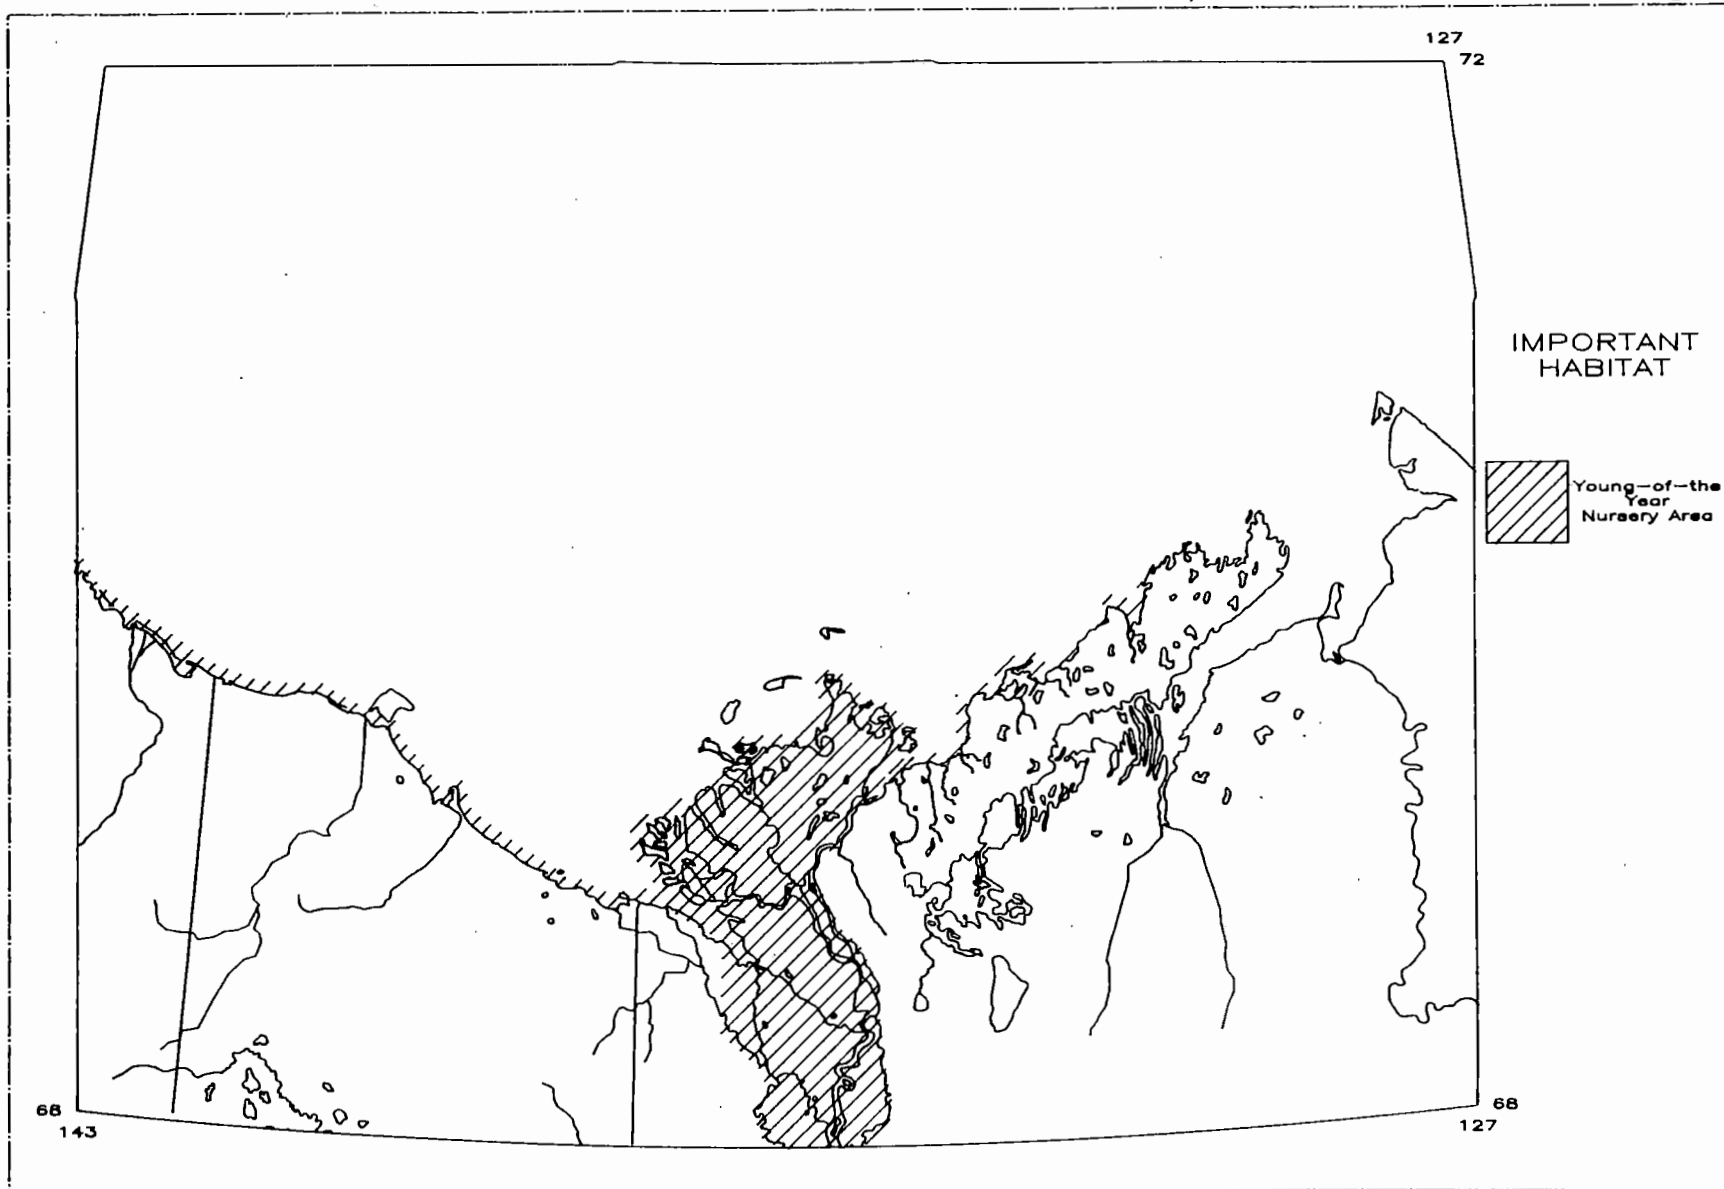 127
72
IMPORTANT
HABITAT
Young-of-the
Year
Nursery Area
68
143
68
127